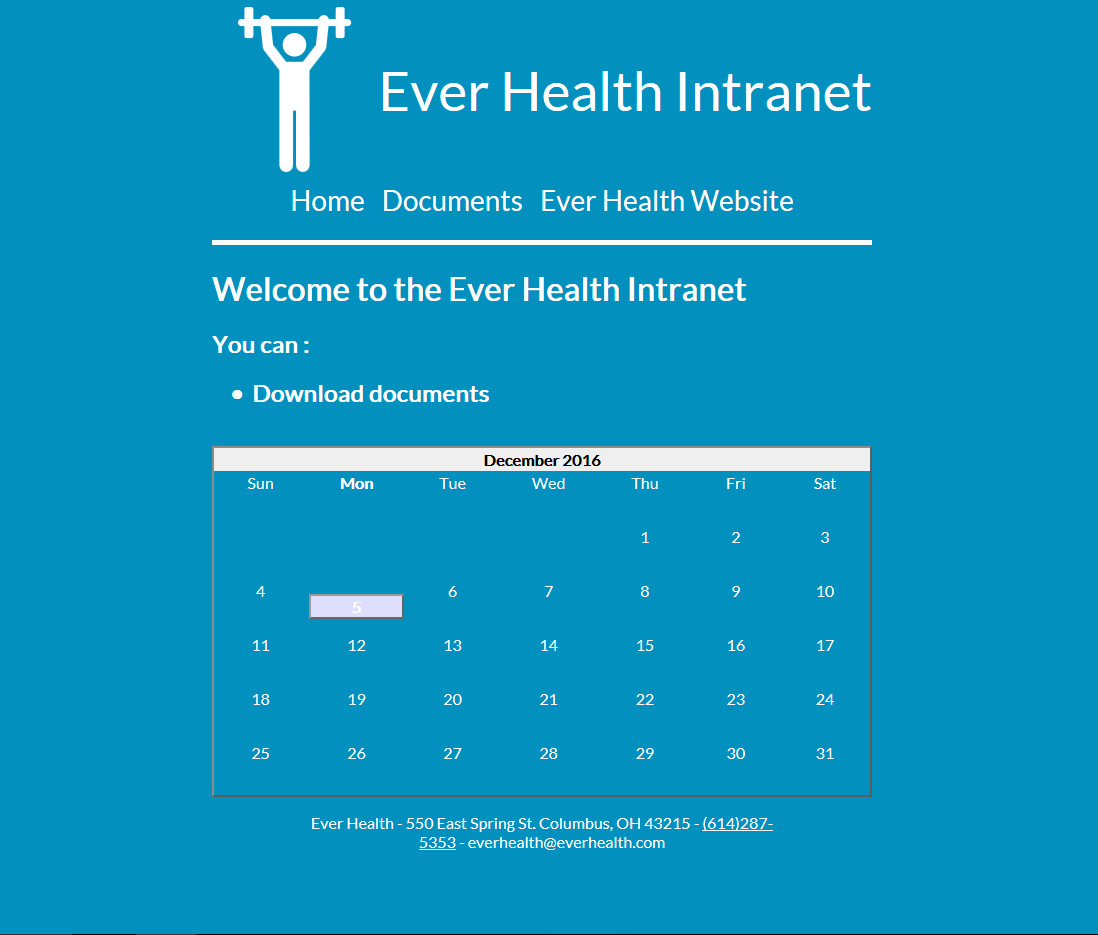 Ever Health Intranet
Home Documents Ever Health Website
Welcome to the Ever Health Intranet
You can :
• Download documents
December 2016
Sun Mon Tue Wed Thu Fri Sat
1 2 3
4 5 6 7 8 9 10
11 12 13 14 15 16 17
18 19 20 21 22 23 24
25 26 27 28 29 30 31
Ever Health - 550 East Spring St. Columbus, OH 43215 - (614)287-
5353 - everhealth@everhealth.com